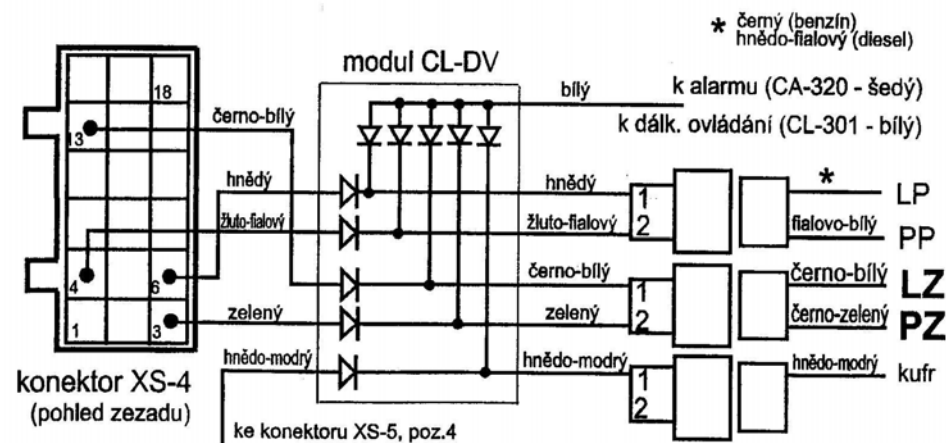 * černý (benzín)
hnědo-fialový (diesel)
modul CL-DV
18
bílý
k alarmu (CA-320 - šedý)
13
černo-bílý
k dálk. ovládání (CL-301 - bílý)
hnědý
hnědý
1
*
LP
žluto-fialový
žluto-fialový
2
fialovo-bílý
PP
4
6
černo-bílý
1
černo-bílý
LZ
1
3
zelený
zelený
2
černo-zelený
PZ
hnědo-modrý
hnědo-modrý
1
hnědo-modrý
kufr
2
konektor XS-4
(pohled zezadu)
ke konektoru XS-5, poz.4